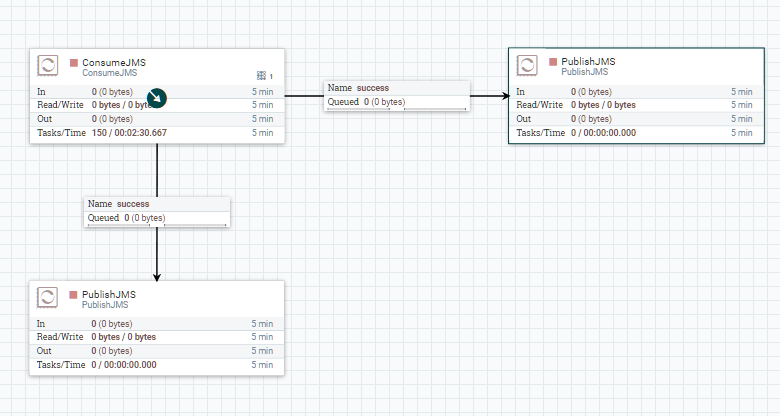 ConsumeJMS
ConsumeJMS
1
In 0 (0 bytes) 5 min
Read/Write 0 bytes / 0 byte 5 min
Out 0 (0 bytes) 5 min
Tasks/Time 150 / 00:02:30.667 5 min
Name success
Queued 0 (0 bytes)
PublishJMS
PublishJMS
In 0 (0 bytes) 5 min
Read/Write 0 bytes / 0 bytes 5 min
Out 0 (0 bytes) 5 min
Tasks/Time 0 / 00:00:00.000 5 min
Name success
Queued 0 (0 bytes)
PublishJMS
PublishJMS
In 0 (0 bytes) 5 min
Read/Write 0 bytes / 0 bytes 5 min
Out 0 (0 bytes) 5 min
Tasks/Time 0 / 00:00:00.000 5 min